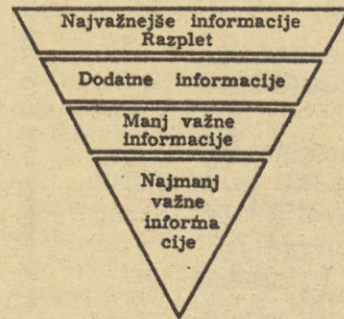 Najvažnejše informacije
Razplet
Dodatne informacije
Manj važne
informacije
Najmanj
važne
informa
cije